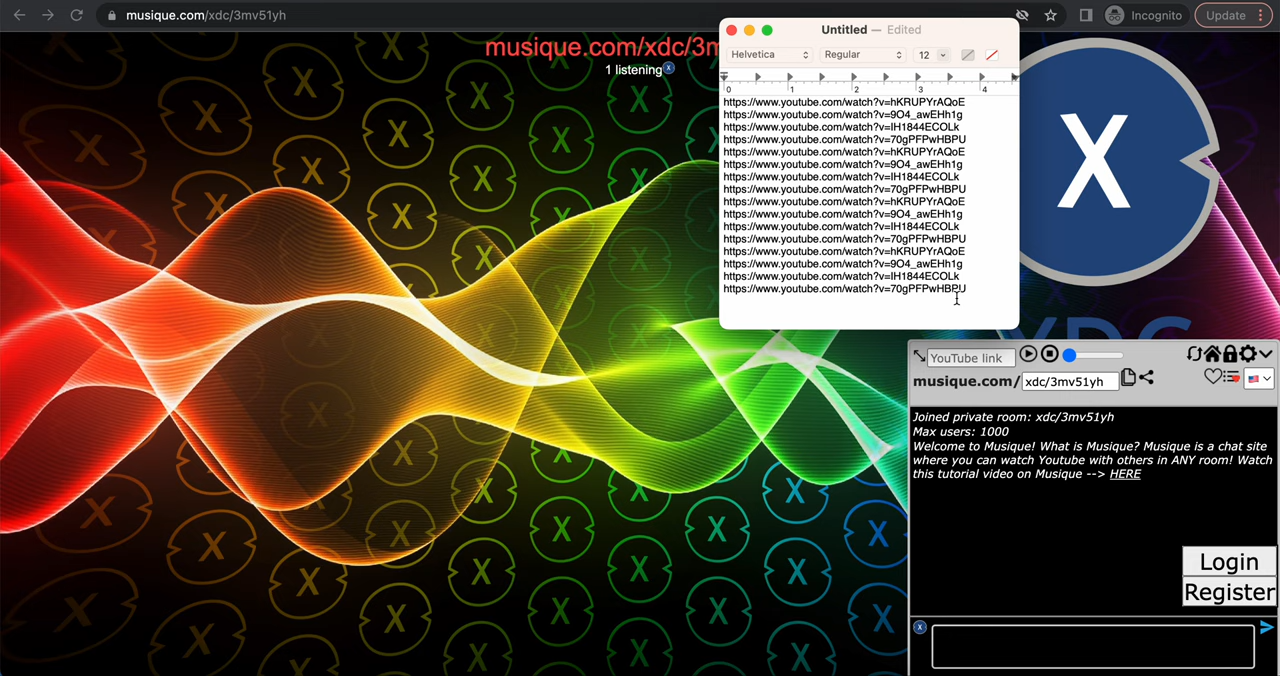 musique.com/xdc/3mv51yh
Incognito
Update
musique.com/xdc/3m
1 listening
Untitled — Edited
Helvetica
Regular
12
0 1 2 3 4
https://www.youtube.com/watch?v=hKRUPYrAQoE
https://www.youtube.com/watch?v=9O4_awEHh1g
https://www.youtube.com/watch?v=IH1844ECOLk
https://www.youtube.com/watch?v=70gPFPwHBPU
https://www.youtube.com/watch?v=hKRUPYrAQoE
https://www.youtube.com/watch?v=9O4_awEHh1g
https://www.youtube.com/watch?v=IH1844ECOLk
https://www.youtube.com/watch?v=70gPFPwHBPU
https://www.youtube.com/watch?v=hKRUPYrAQoE
https://www.youtube.com/watch?v=9O4_awEHh1g
https://www.youtube.com/watch?v=IH1844ECOLk
https://www.youtube.com/watch?v=70gPFPwHBPU
https://www.youtube.com/watch?v=hKRUPYrAQoE
https://www.youtube.com/watch?v=9O4_awEHh1g
https://www.youtube.com/watch?v=IH1844ECOLk
https://www.youtube.com/watch?v=70gPFPwHBPU
X
XDC
YouTube link
musique.com/ xdc/3mv51yh
Joined private room: xdc/3mv51yh
Max users: 1000
Welcome to Musique! What is Musique? Musique is a chat site
where you can watch Youtube with others in ANY room! Watch
this tutorial video on Musique --> HERE
Login
Register